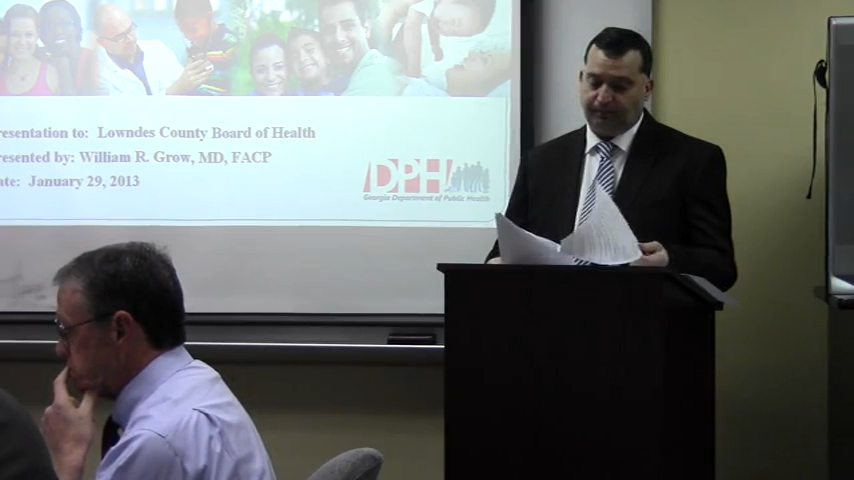 resentation to: Lowndes County Board of Health
resented by: William R. Grow, MD, FACP
ate: January 29, 2013
DPH
Georgia Department of Public Health